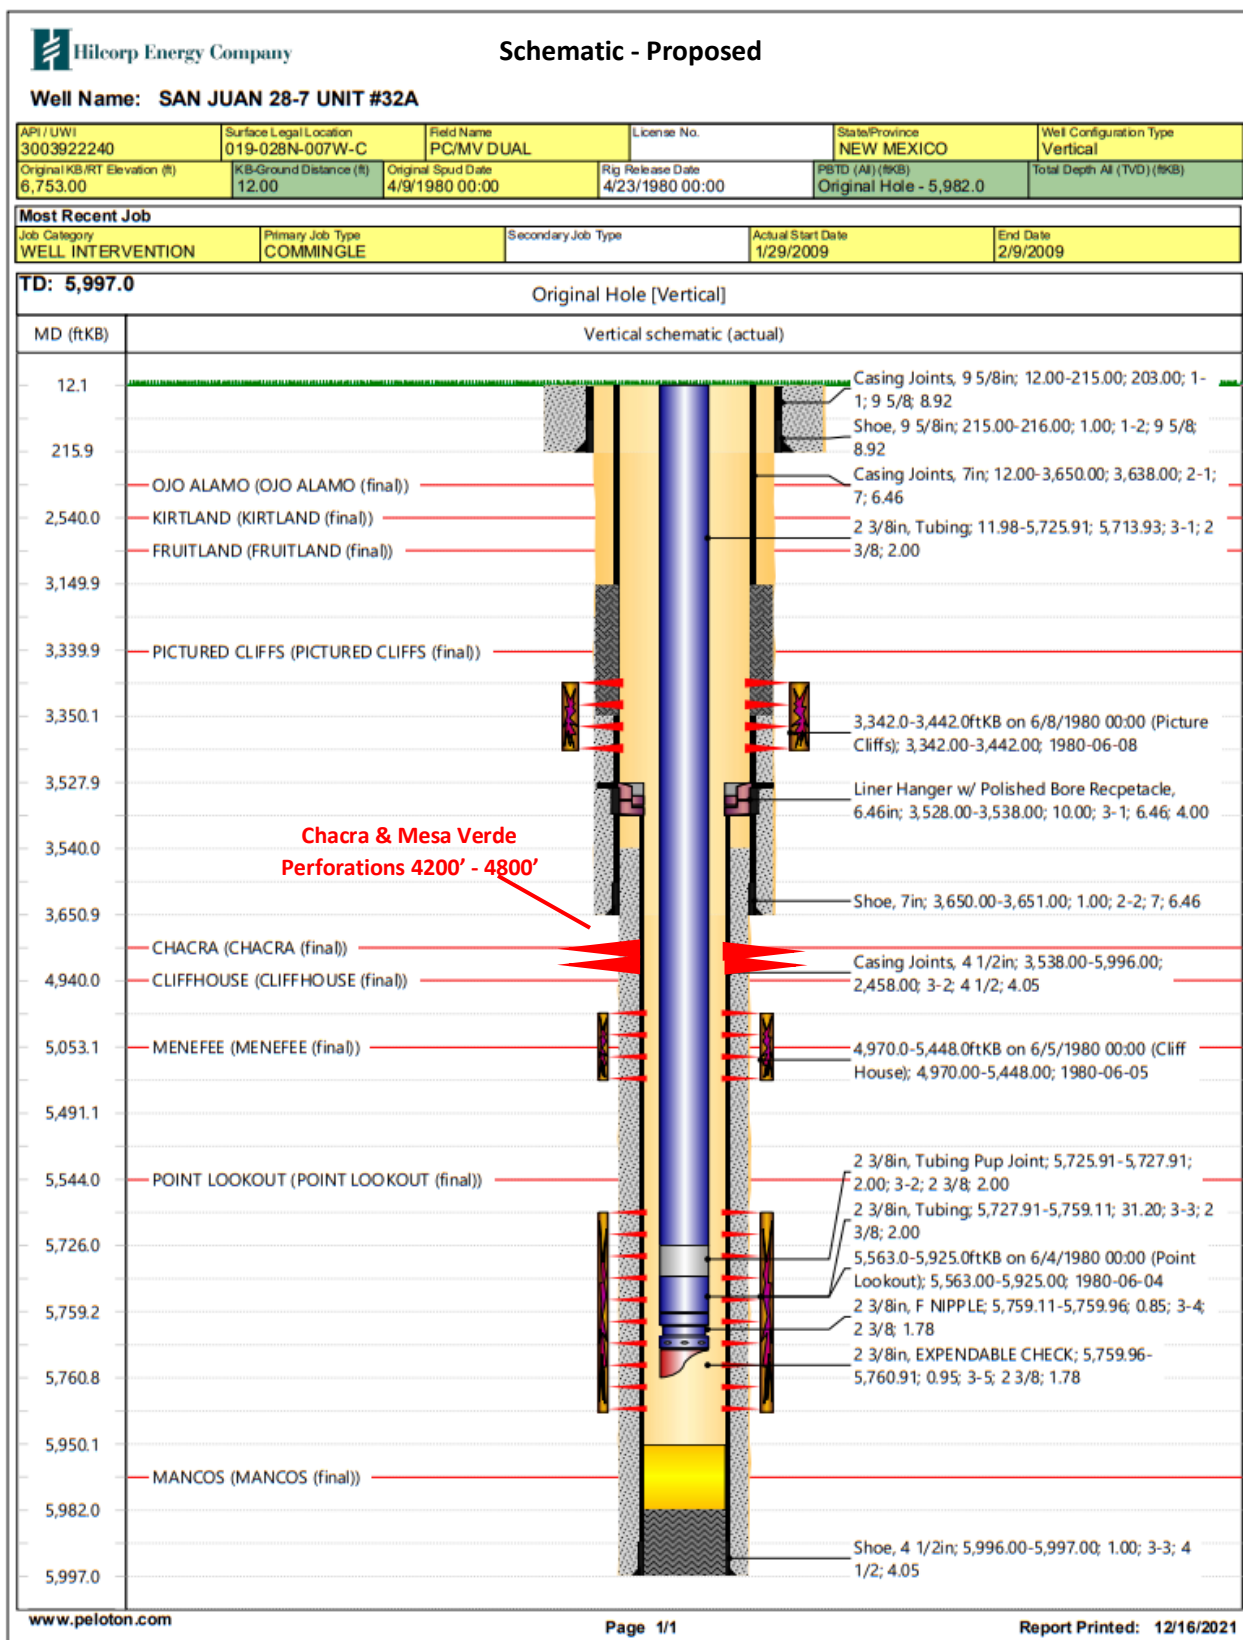 Hilcorp Energy Company
Schematic - Proposed
Well Name: SAN JUAN 28-7 UNIT #32A
API / UWI
3003922240
Surface Legal Location
019-028N-007W-C
Field Name
PC/MV DUAL
License No.
State/Province
NEW MEXICO
Well Configuration Type
Vertical
Original KB/RT Elevation (ft)
6,753.00
KB-Ground Distance (ft)
12.00
Original Spud Date
4/9/1980 00:00
Rig Release Date
4/23/1980 00:00
PBTD (All) (ftKB)
Original Hole - 5,982.0
Total Depth All (TVD) (ftKB)
Most Recent Job
Job Category
WELL INTERVENTION
Primary Job Type
COMMINGLE
Secondary Job Type
Actual Start Date
1/29/2009
End Date
2/9/2009
TD: 5,997.0
Original Hole [Vertical]
MD (ftKB)
Vertical schematic (actual)
12.1
Casing Joints, 9 5/8in; 12.00-215.00; 203.00; 1-
1; 9 5/8; 8.92
Shoe, 9 5/8in; 215.00-216.00; 1.00; 1-2; 9 5/8;
8.92
215.9
Casing Joints, 7in; 12.00-3,650.00; 3,638.00; 2-1;
7; 6.46
OJO ALAMO (OJO ALAMO (final))
2,540.0
KIRTLAND (KIRTLAND (final))
2 3/8in, Tubing; 11.98-5,725.91; 5,713.93; 3-1; 2
3/8; 2.00
FRUITLAND (FRUITLAND (final))
3,149.9
3,339.9
PICTURED CLIFFS (PICTURED CLIFFS (final))
3,350.1
3,342.0-3,442.0ftKB on 6/8/1980 00:00 (Picture
Cliffs); 3,342.00-3,442.00; 1980-06-08
3,527.9
Liner Hanger w/ Polished Bore Recpetacle,
6.46in; 3,528.00-3,538.00; 10.00; 3-1; 6.46; 4.00
Chacra & Mesa Verde
Perforations 4200’ - 4800’
3,540.0
Shoe, 7in; 3,650.00-3,651.00; 1.00; 2-2; 7; 6.46
3,650.9
CHACRA (CHACRA (final))
Casing Joints, 4 1/2in; 3,538.00-5,996.00;
2,458.00; 3-2; 4 1/2; 4.05
4,940.0
CLIFFHOUSE (CLIFFHOUSE (final))
5,053.1
MENEFEE (MENEFEE (final))
4,970.0-5,448.0ftKB on 6/5/1980 00:00 (Cliff
House); 4,970.00-5,448.00; 1980-06-05
5,491.1
2 3/8in, Tubing Pup Joint; 5,725.91-5,727.91;
2.00; 3-2; 2 3/8; 2.00
5,544.0
POINT LOOKOUT (POINT LOOKOUT (final))
2 3/8in, Tubing; 5,727.91-5,759.11; 31.20; 3-3; 2
3/8; 2.00
5,726.0
5,563.0-5,925.0ftKB on 6/4/1980 00:00 (Point
Lookout); 5,563.00-5,925.00; 1980-06-04
5,759.2
2 3/8in, F NIPPLE; 5,759.11-5,759.96; 0.85; 3-4;
2 3/8; 1.78
2 3/8in, EXPENDABLE CHECK; 5,759.96-
5,760.91; 0.95; 3-5; 2 3/8; 1.78
5,760.8
5,950.1
MANCOS (MANCOS (final))
5,982.0
Shoe, 4 1/2in; 5,996.00-5,997.00; 1.00; 3-3; 4
1/2; 4.05
5,997.0
www.peloton.com
Page 1/1
Report Printed: 12/16/2021